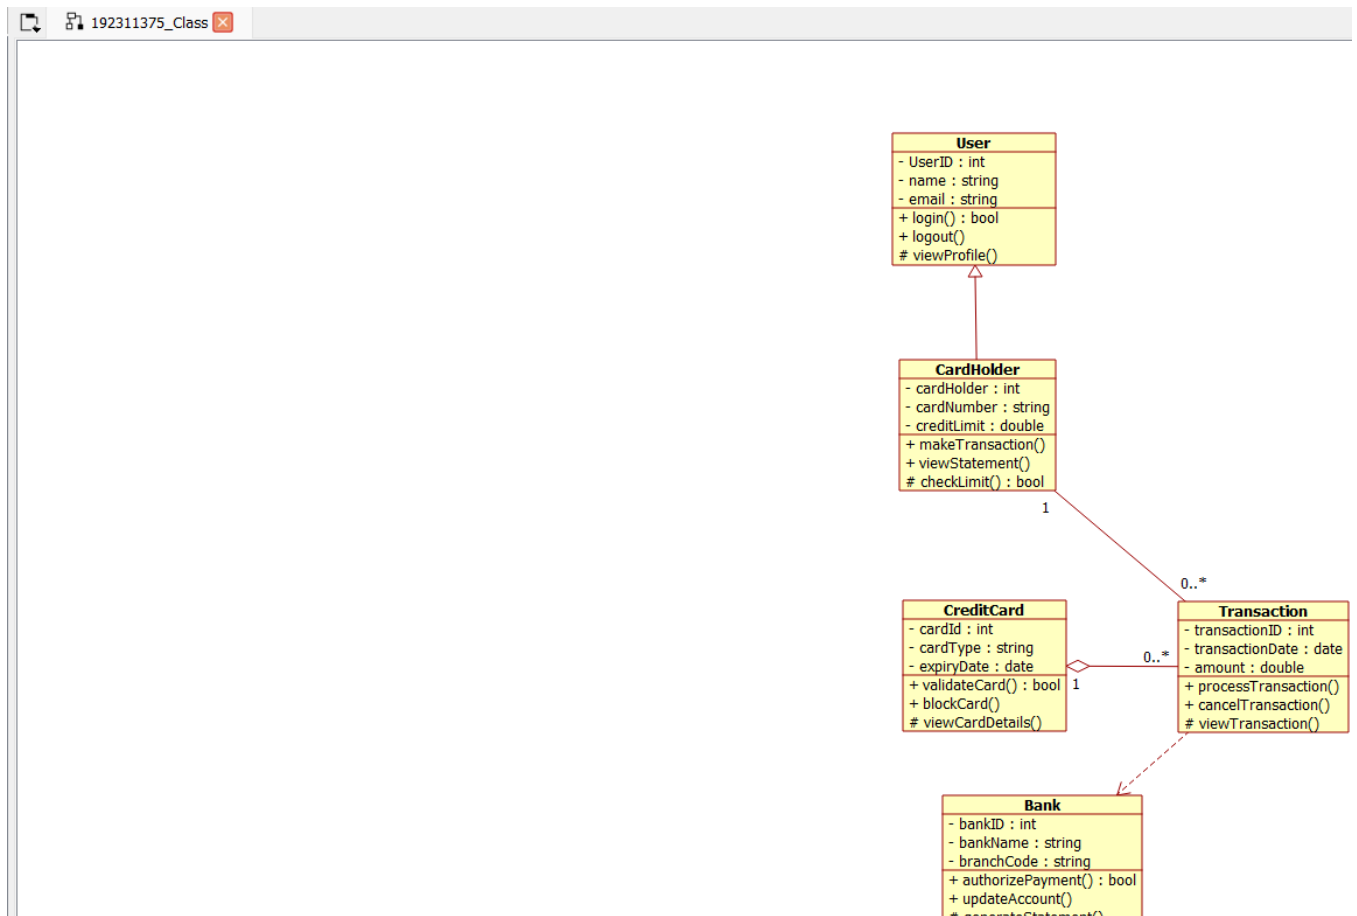 192311375_Class
User
- UserID : int
- name : string
- email : string
+ login() : bool
+ logout()
# viewProfile()
CardHolder
- cardHolder : int
- cardNumber : string
- creditLimit : double
+ makeTransaction()
+ viewStatement()
# checkLimit() : bool
1
0..*
CreditCard
- cardId : int
- cardType : string
- expiryDate : date
+ validateCard() : bool
+ blockCard()
# viewCardDetails()
1
0..*
Transaction
- transactionID : int
- transactionDate : date
- amount : double
+ processTransaction()
+ cancelTransaction()
# viewTransaction()
Bank
- bankID : int
- bankName : string
- branchCode : string
+ authorizePayment() : bool
+ updateAccount()
# generateStatement()